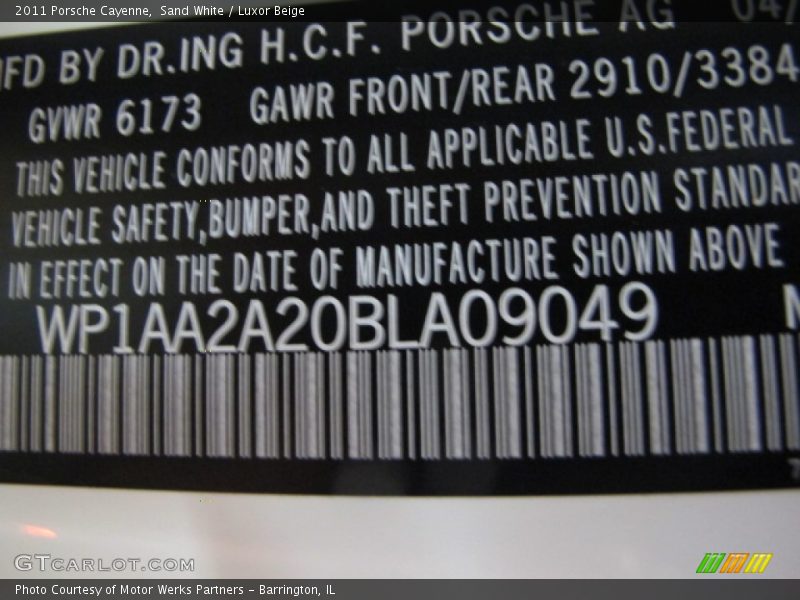 2011 Porsche Cayenne,  Sand White / Luxor Beige
MFD BY DR.ING H.C.F. PORSCHE AG 04/
GVWR 6173 GAWR FRONT/REAR 2910/3384
THIS VEHICLE CONFORMS TO ALL APPLICABLE U.S.FEDERAL
VEHICLE SAFETY,BUMPER,AND THEFT PREVENTION STANDAR
IN EFFECT ON THE DATE OF MANUFACTURE SHOWN ABOVE
WP1AA2A20BLA09049
GTCARLOT.COM
Photo Courtesy of Motor Werks Partners – Barrington, IL